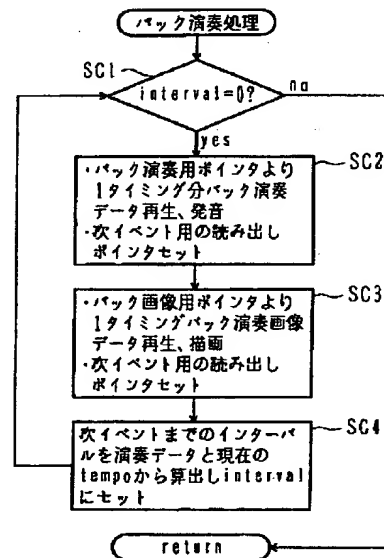 バック演奏処理
SC1
interval=0?
no
yes
SC2
・バック演奏用ポインタより
1タイミング分バック演奏
データ再生、発音
・次イベント用の読み出し
ポインタセット
SC3
・バック画像用ポインタより
1タイミングバック演奏画像
データ再生、描画
・次イベント用の読み出し
ポインタセット
SC4
次イベントまでのインターバ
ルを演奏データと現在の
tempoから算出しinterval
にセット
return